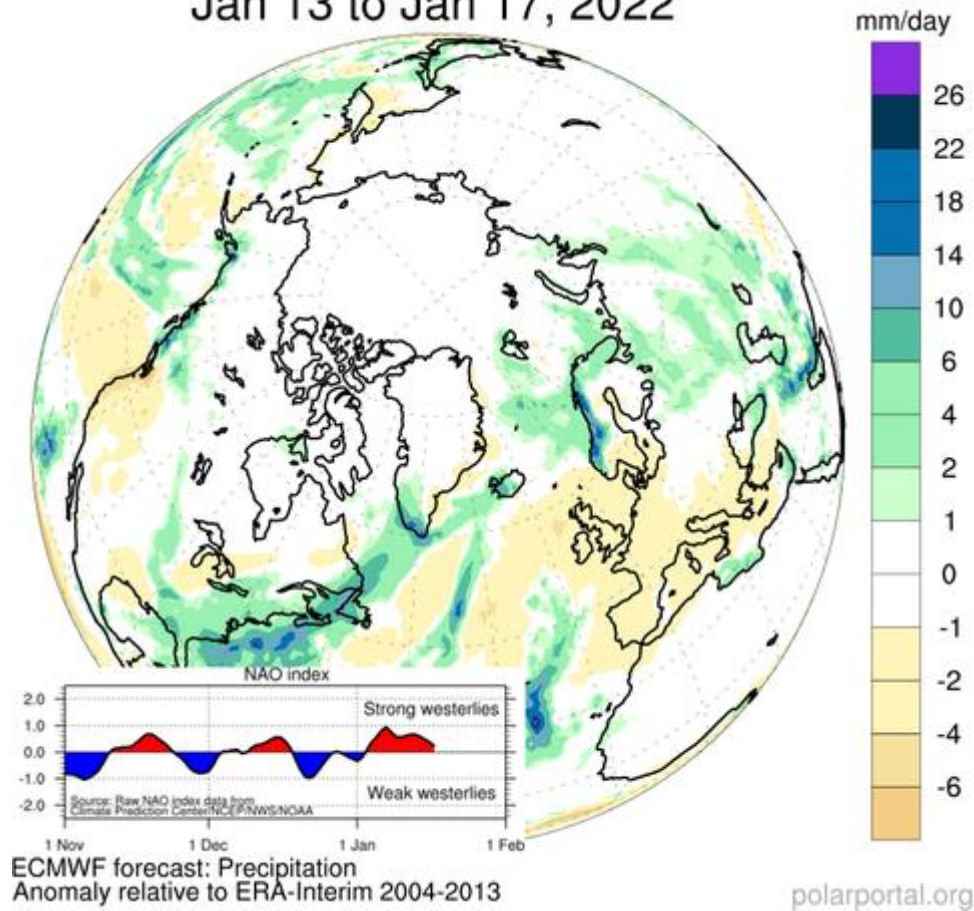 Jan 13 to Jan 17, 2022
mm/day
26
22
18
14
10
6
4
2
1
0
-1
-2
-4
-6
NAO index
2.0
1.0
0.0
-1.0
-2.0
Strong westerlies
Weak westerlies
Source: Raw NAO index data from
Climate Prediction Center/NCEP/NWS/NOAA
1 Nov 1 Dec 1 Jan 1 Feb
ECMWF forecast: Precipitation
Anomaly relative to ERA-Interim 2004-2013
polarportal.org